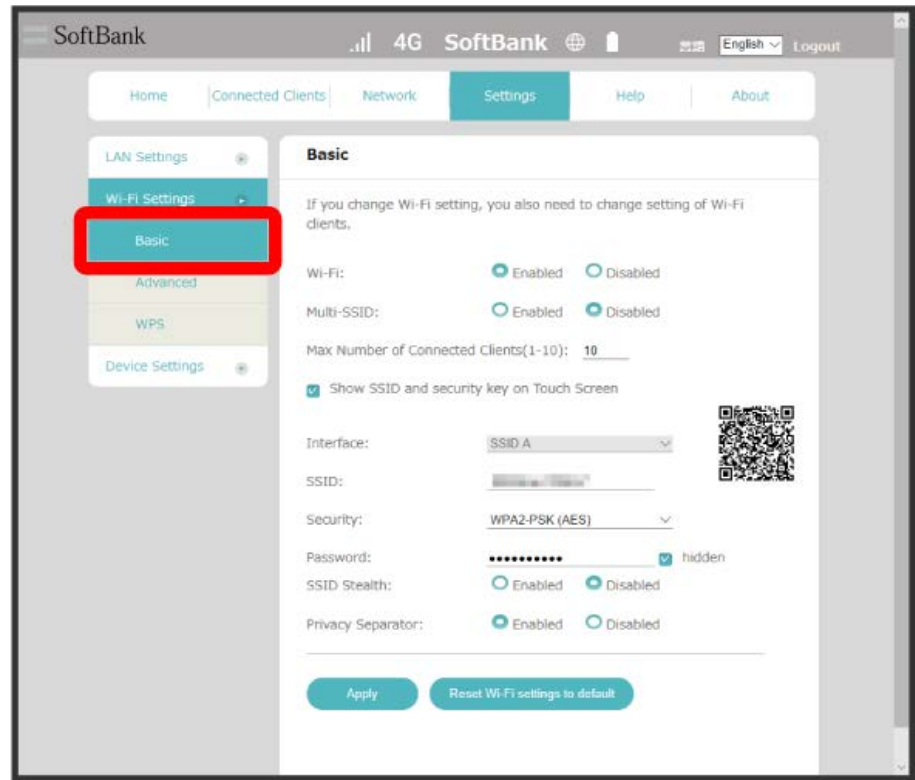 SoftBank
4G SoftBank
言語 English Logout
Home Connected Clients Network Settings Help About
LAN Settings
Wi-Fi Settings
Basic
Advanced
WPS
Device Settings
Basic
If you change Wi-Fi setting, you also need to change setting of Wi-Fi
clients.
Wi-Fi: Enabled Disabled
Multi-SSID: Enabled Disabled
Max Number of Connected Clients(1-10): 10
Show SSID and security key on Touch Screen
Interface: SSID A
SSID:
Security: WPA2-PSK (AES)
Password: •••••••••• hidden
SSID Stealth: Enabled Disabled
Privacy Separator: Enabled Disabled
Apply Reset Wi-Fi settings to default